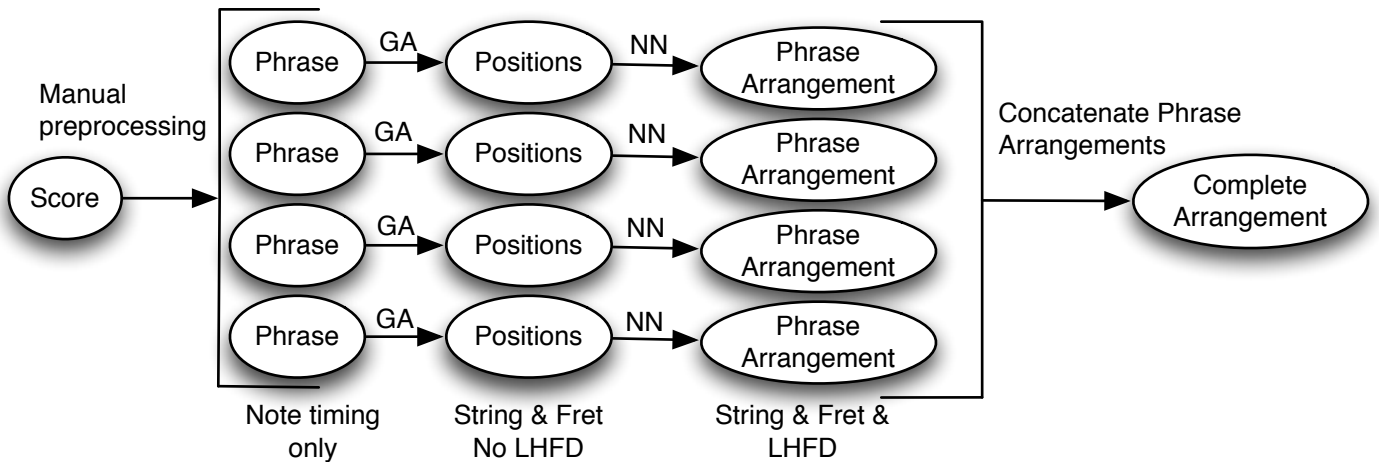 Manual
preprocessing
Score
Phrase
GA
Positions
NN
Phrase
Arrangement
Phrase
GA
Positions
NN
Phrase
Arrangement
Phrase
GA
Positions
NN
Phrase
Arrangement
Phrase
GA
Positions
NN
Phrase
Arrangement
Note timing
only
String & Fret
No LHFD
String & Fret &
LHFD
Concatenate Phrase
Arrangements
Complete
Arrangement